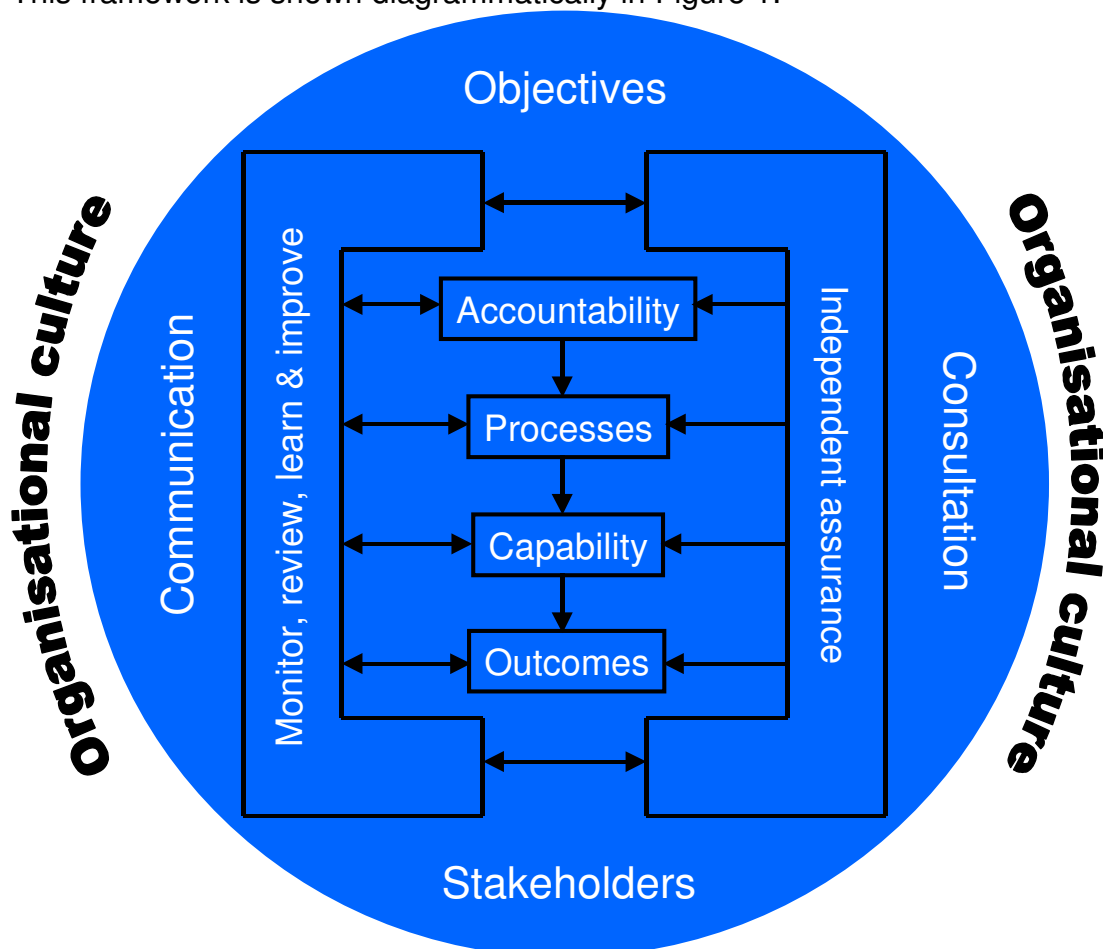 This framework is shown diagrammatically in Figure 1.
Objectives
Organisational culture
Communication
Monitor, review, learn & improve
Accountability
Processes
Capability
Outcomes
Independent assurance
Consultation
Organisational culture
Stakeholders